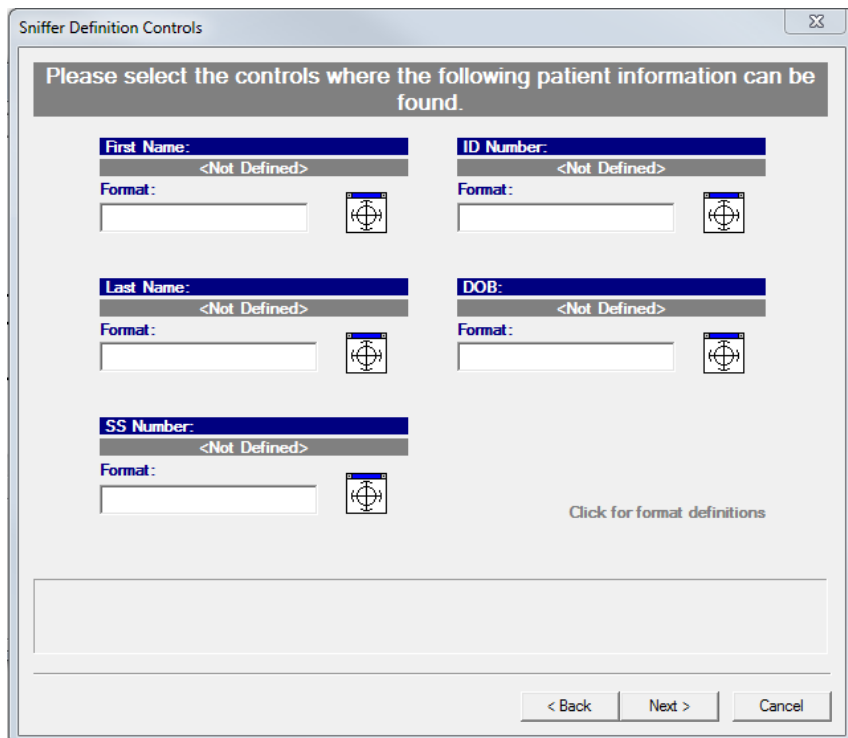 Sniffer Definition Controls
Please select the controls where the following patient information can be
found.
First Name:
<Not Defined>
Format:
ID Number:
<Not Defined>
Format:
Last Name:
<Not Defined>
Format:
DOB:
<Not Defined>
Format:
SS Number:
<Not Defined>
Format:
Click for format definitions
< Back
Next >
Cancel